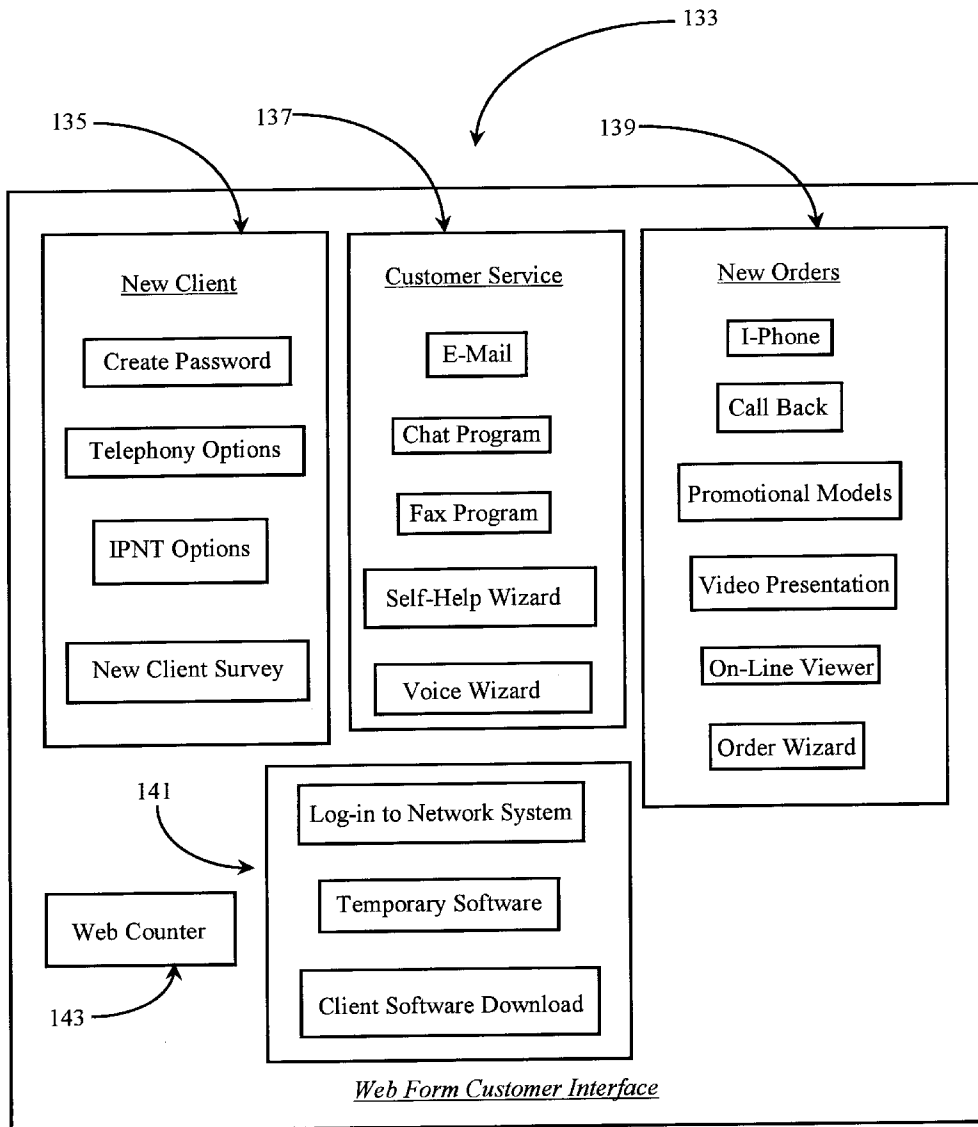 133
135
137
139
New Client
Create Password
Telephony Options
IPNT Options
New Client Survey
Customer Service
E-Mail
Chat Program
Fax Program
Self-Help Wizard
Voice Wizard
New Orders
I-Phone
Call Back
Promotional Models
Video Presentation
On-Line Viewer
Order Wizard
141
Log-in to Network System
Temporary Software
Client Software Download
Web Counter
143
Web Form Customer Interface